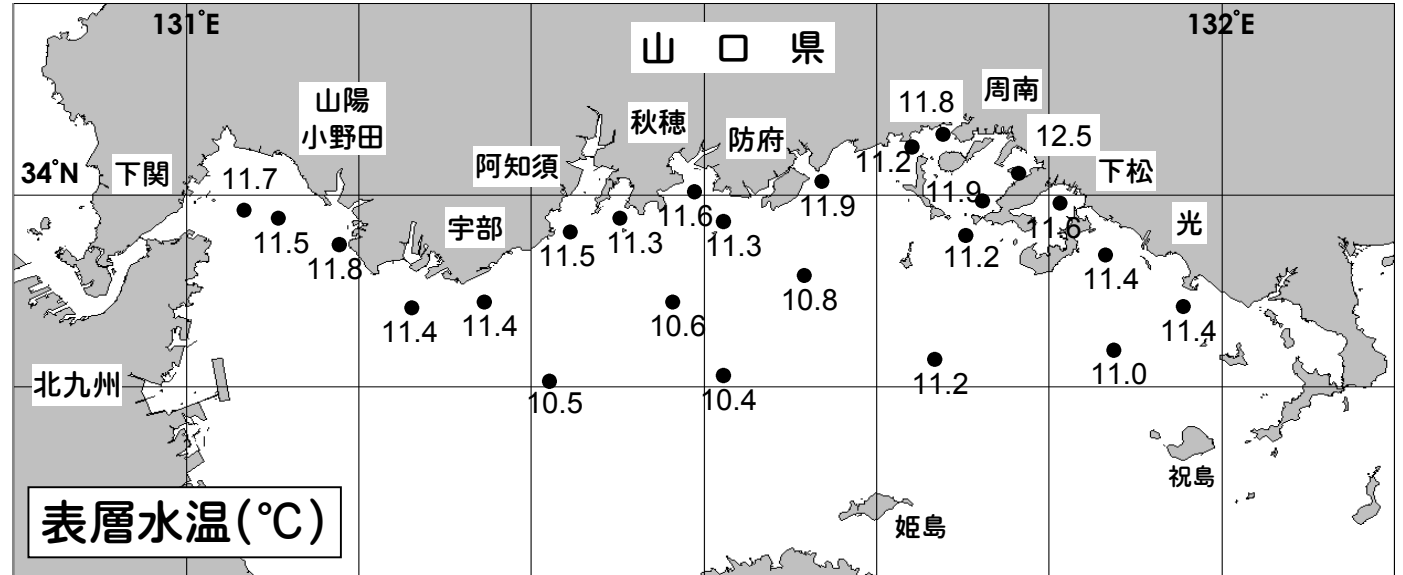 131°E
132°E
山 口 県
山陽
小野田
秋穂
防府
11.8
周南
12.5
34°N
下関
11.7
阿知須
11.2
下松
11.9
11.9
11.6
11.6
光
宇部
11.5
11.8
11.5
11.3
11.3
11.2
11.4
11.4
11.4
10.6
10.8
11.4
北九州
10.5
10.4
11.2
11.0
祝島
姫島
表層水温(℃)